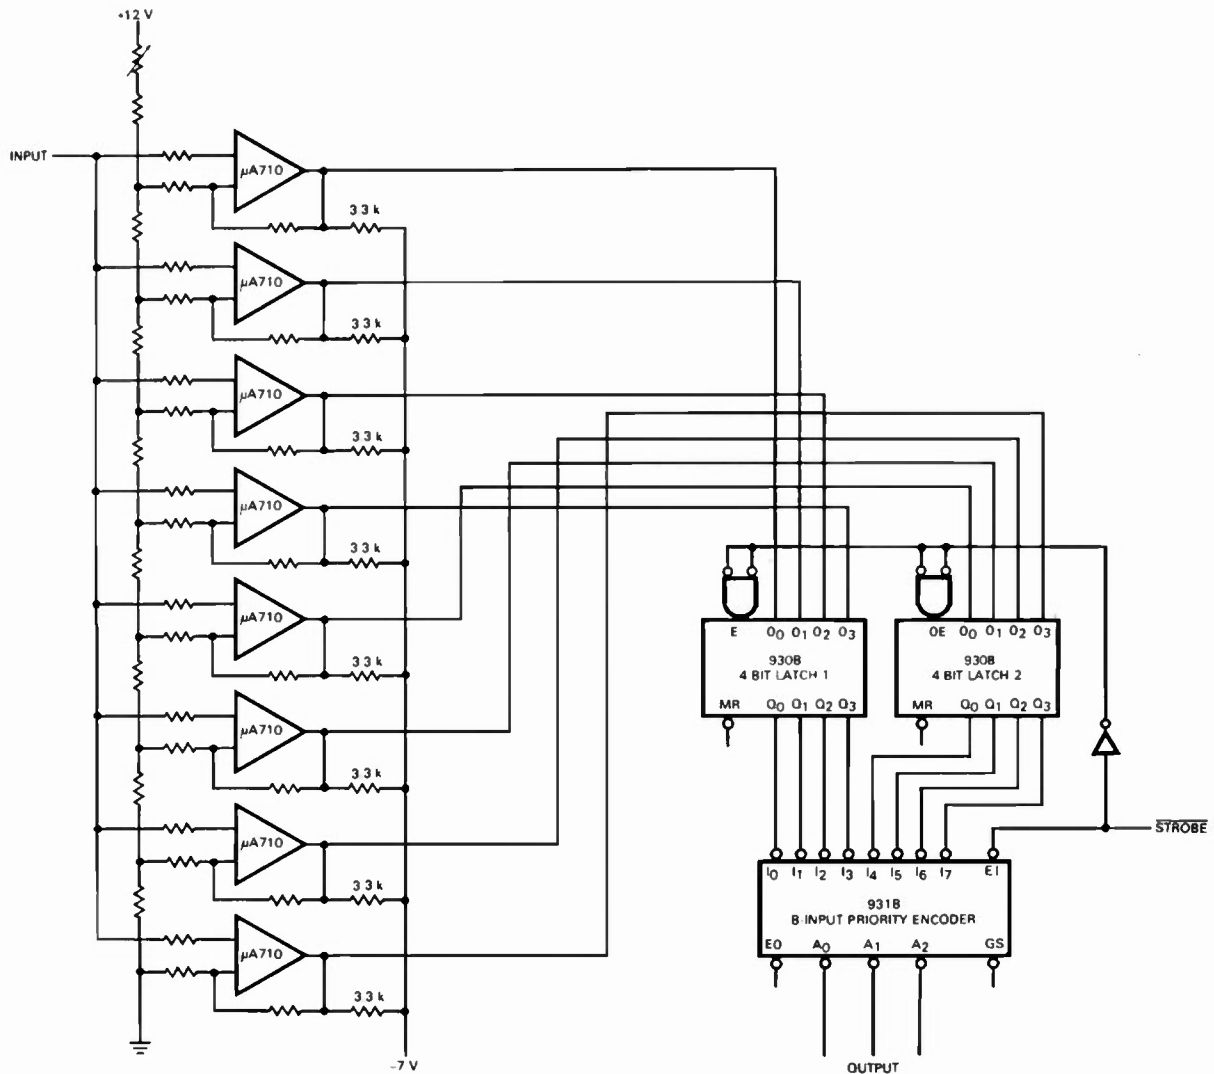 +12 V
INPUT
μA710
3.3 k
μA710
3.3 k
μA710
3.3 k
μA710
3.3 k
μA710
3.3 k
μA710
3.3 k
μA710
3.3 k
μA710
3.3 k
-7 V
E O0 O1 O2 O3
9308
4 BIT LATCH 1
MR Q0 Q1 Q2 Q3
OE O0 O1 O2 O3
9308
4 BIT LATCH 2
MR Q0 Q1 Q2 Q3
STROBE
I0 I1 I2 I3 I4 I5 I6 I7 EI
9318
8-INPUT PRIORITY ENCODER
EO A0 A1 A2 GS
OUTPUT